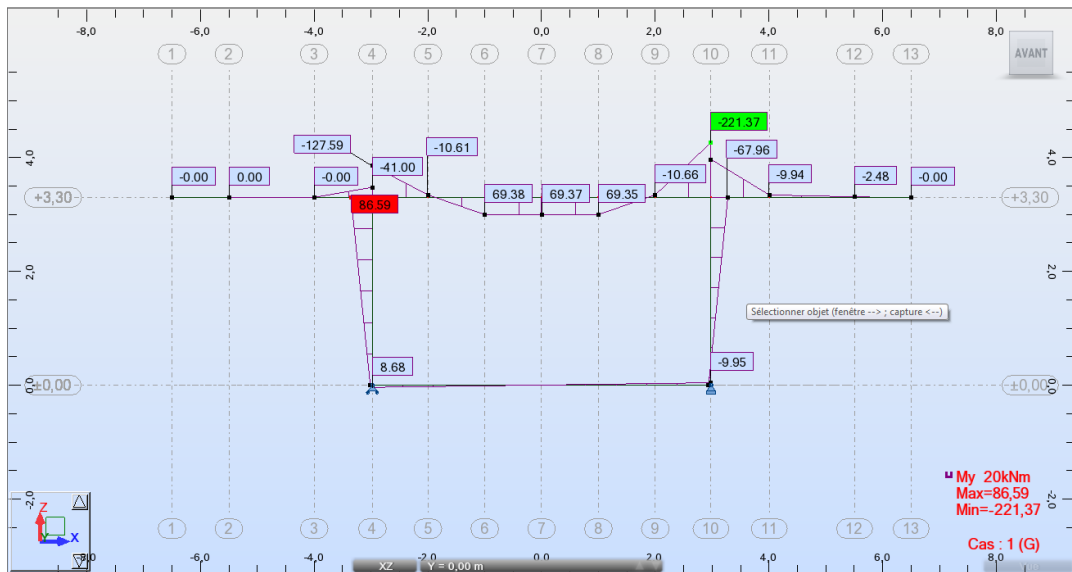 -8,0 -6,0 -4,0 -2,0 0,0 2,0 4,0 6,0 8,0
1 2 3 4 5 6 7 8 9 10 11 12 13
AVANT
-221.37
-127.59 -10.61 -67.96
4,0 4,0
-0.00 0.00 -0.00 -41.00 69.38 69.37 69.35 -10.66 -9.94 -2.48 -0.00
+3,30 86.59 +3,30
2,0 2,0
Sélectionner objet (fenêtre --> ; capture <--)
8.68 -9.95
±0,00 0,0 0,0 ±0,00
My 20kNm
Max=86,59
-2,0 Min=-221,37 -2,0
Z
Y X
Cas : 1 (G)
1 2 3 4 5 6 7 8 9 10 11 12 13
-8,0 -6,0 -4,0 -2,0 0,0 2,0 4,0 6,0 8,0
XZ Y = 0,00 m